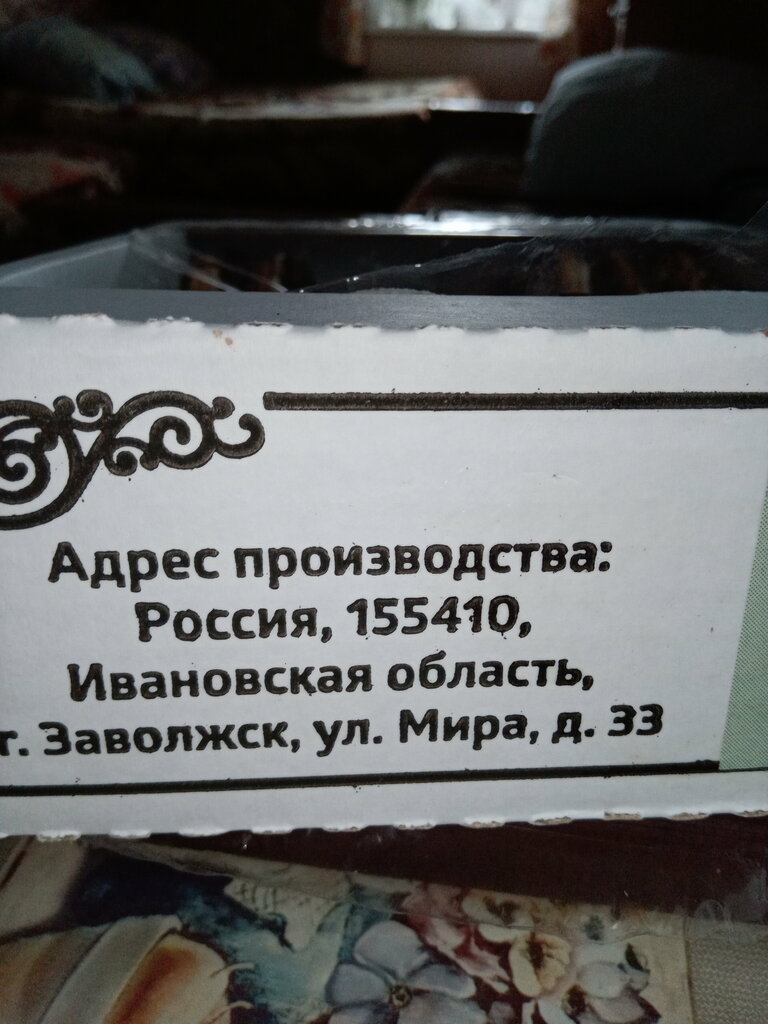 Адрес производства:
Россия, 155410,
Ивановская область,
г. Заволжск, ул. Мира, д. 33